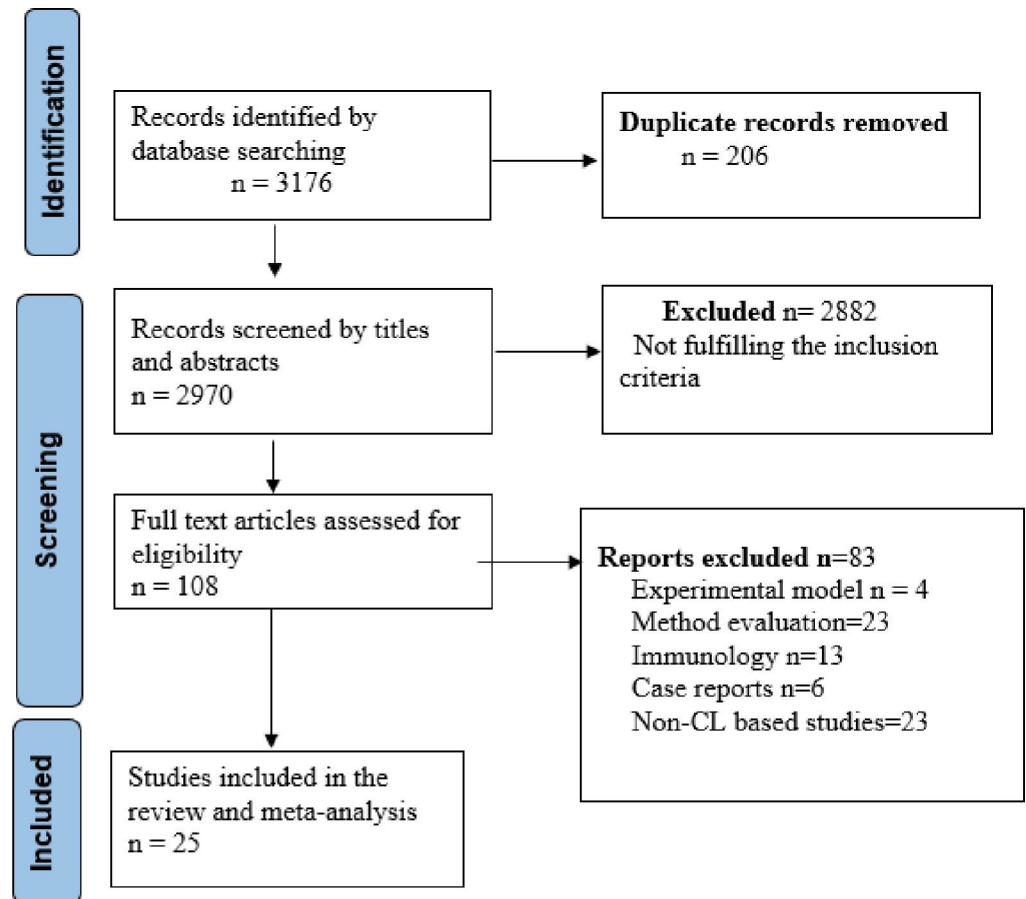 Identification
Records identified by
database searching
n = 3176
Duplicate records removed
n = 206
Screening
Records screened by titles
and abstracts
n = 2970
Excluded n= 2882
Not fulfilling the inclusion
criteria
Full text articles assessed for
eligibility
n = 108
Reports excluded n=83
Experimental model n = 4
Method evaluation=23
Immunology n=13
Case reports n=6
Non-CL based studies=23
Included
Studies included in the
review and meta-analysis
n = 25